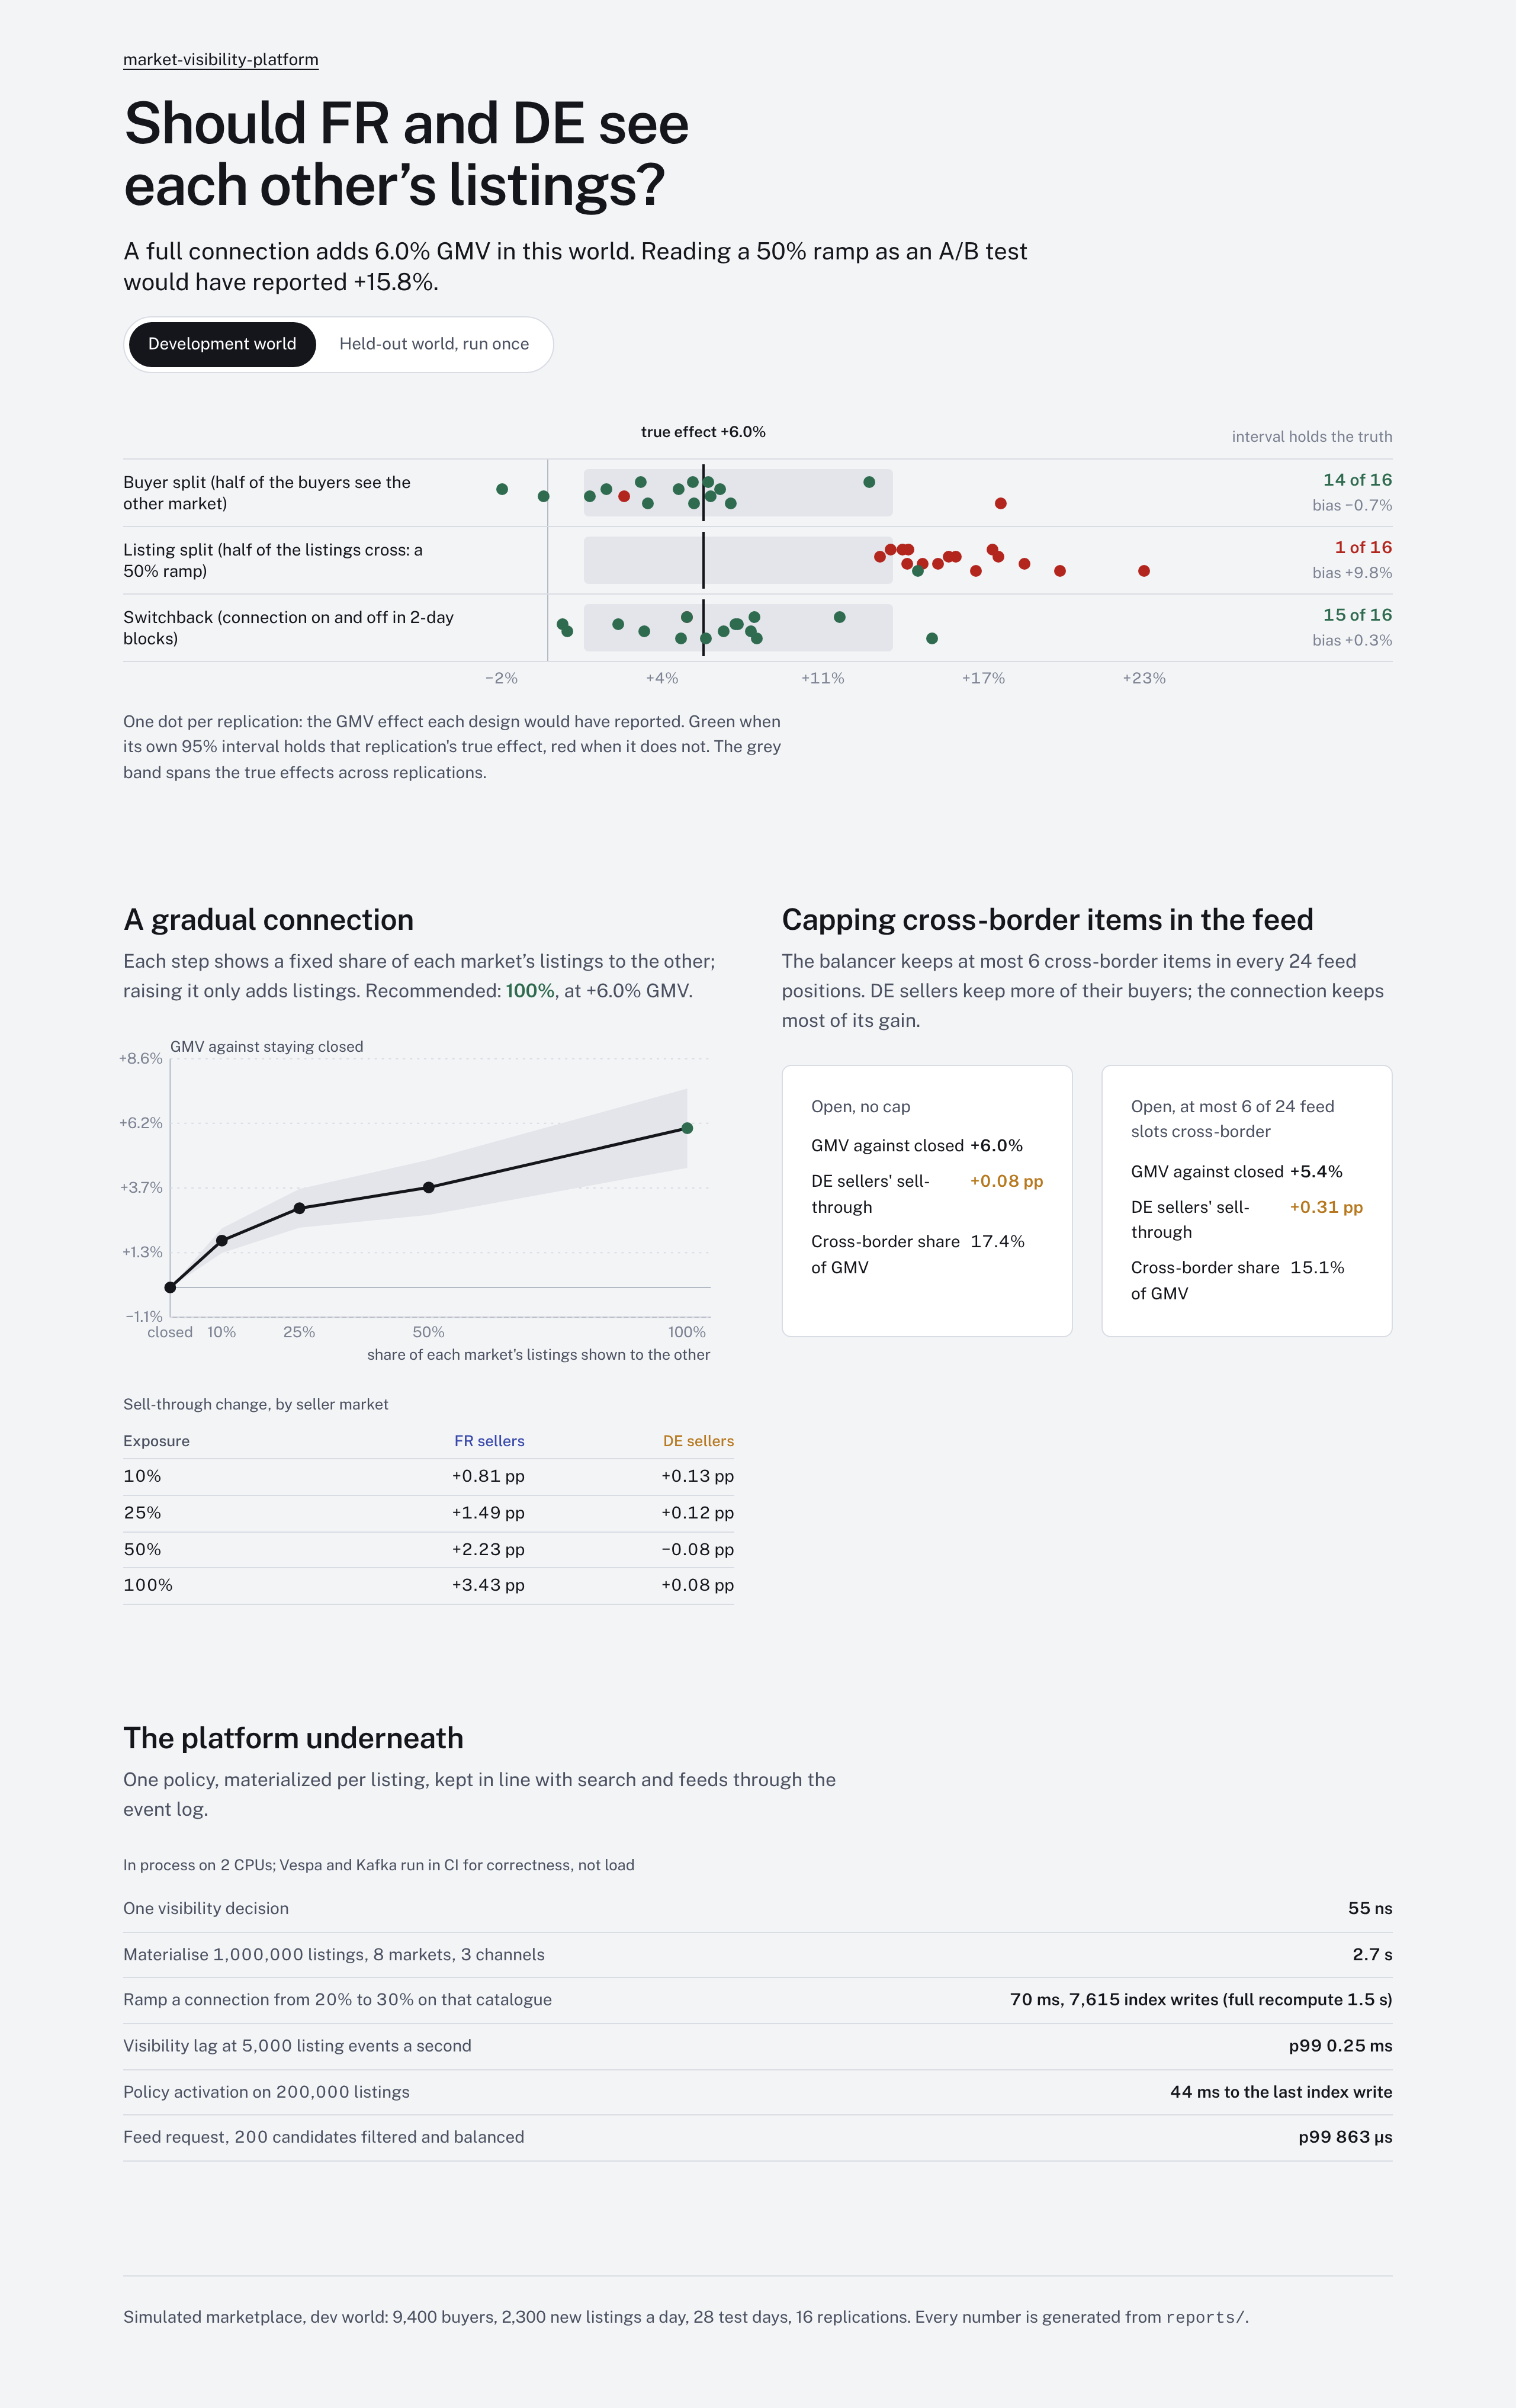 market-visibility-platform
Should FR and DE see
each other’s listings?
A full connection adds 6.0% GMV in this world. Reading a 50% ramp as an A/B test
would have reported +15.8%.
Development world
Held-out world, run once
true effect +6.0%
interval holds the truth
Buyer split (half of the buyers see the
other market)
14 of 16
bias −0.7%
Listing split (half of the listings cross: a
50% ramp)
1 of 16
bias +9.8%
Switchback (connection on and off in 2-day
blocks)
15 of 16
bias +0.3%
−2%
+4%
+11%
+17%
+23%
One dot per replication: the GMV effect each design would have reported. Green when
its own 95% interval holds that replication's true effect, red when it does not. The grey
band spans the true effects across replications.
A gradual connection
Each step shows a fixed share of each market’s listings to the other;
raising it only adds listings. Recommended: 100%, at +6.0% GMV.
GMV against staying closed
+8.6%
+6.2%
+3.7%
+1.3%
−1.1%
closed
10%
25%
50%
100%
share of each market's listings shown to the other
Sell-through change, by seller market
Exposure FR sellers DE sellers
10% +0.81 pp +0.13 pp
25% +1.49 pp +0.12 pp
50% +2.23 pp −0.08 pp
100% +3.43 pp +0.08 pp
Capping cross-border items in the feed
The balancer keeps at most 6 cross-border items in every 24 feed
positions. DE sellers keep more of their buyers; the connection keeps
most of its gain.
Open, no cap
GMV against closed +6.0%
DE sellers' sell- +0.08 pp
through
Cross-border share 17.4%
of GMV
Open, at most 6 of 24 feed
slots cross-border
GMV against closed +5.4%
DE sellers' sell- +0.31 pp
through
Cross-border share 15.1%
of GMV
The platform underneath
One policy, materialized per listing, kept in line with search and feeds through the
event log.
In process on 2 CPUs; Vespa and Kafka run in CI for correctness, not load
One visibility decision 55 ns
Materialise 1,000,000 listings, 8 markets, 3 channels 2.7 s
Ramp a connection from 20% to 30% on that catalogue 70 ms, 7,615 index writes (full recompute 1.5 s)
Visibility lag at 5,000 listing events a second p99 0.25 ms
Policy activation on 200,000 listings 44 ms to the last index write
Feed request, 200 candidates filtered and balanced p99 863 µs
Simulated marketplace, dev world: 9,400 buyers, 2,300 new listings a day, 28 test days, 16 replications. Every number is generated from reports/.